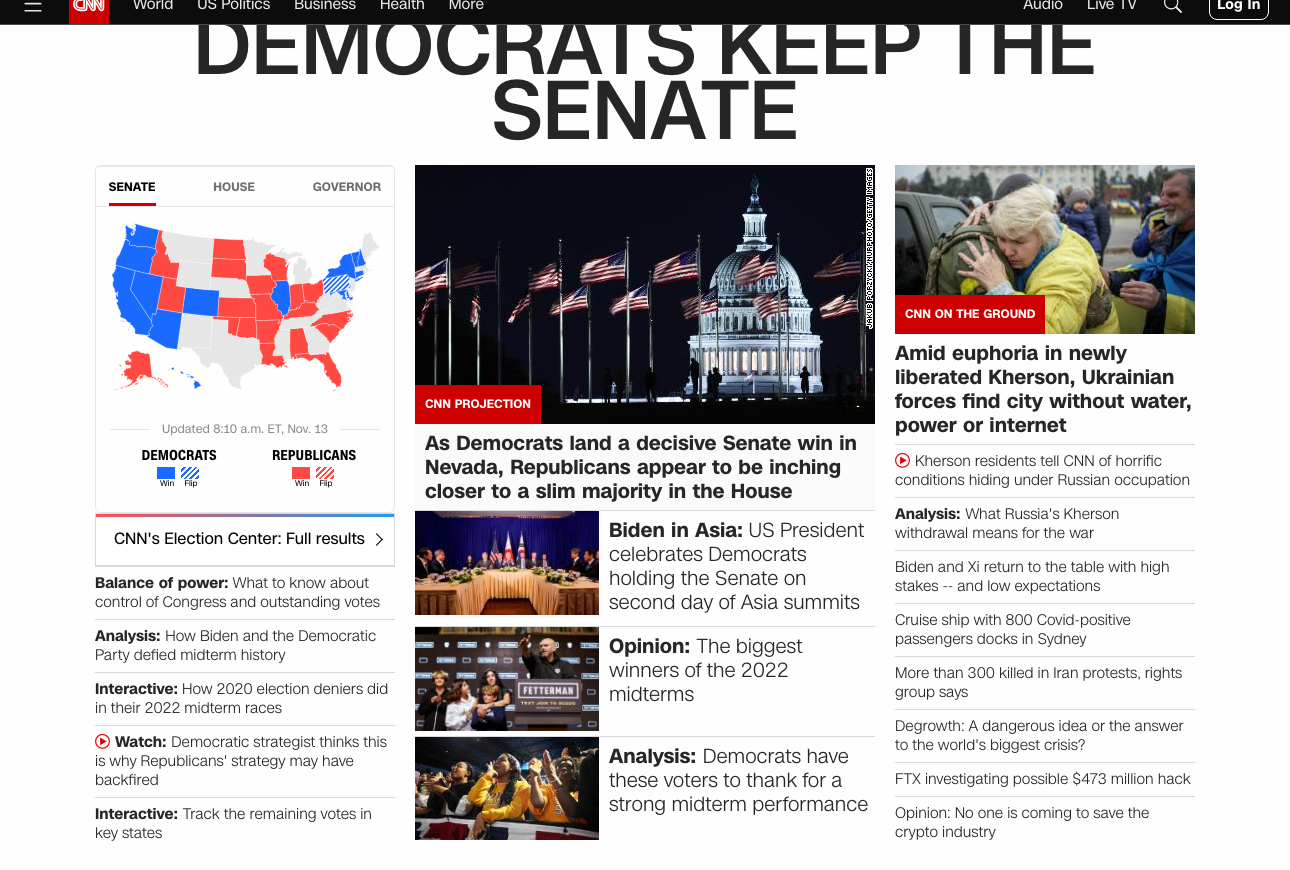 CNN
World
US Politics
Business
Health
More
Audio
Live TV
Log In
DEMOCRATS KEEP THE
SENATE
SENATE
HOUSE
GOVERNOR
Updated 8:10 a.m. ET, Nov. 13
DEMOCRATS
REPUBLICANS
Win
Flip
Win
Flip
CNN's Election Center: Full results
Balance of power: What to know about
control of Congress and outstanding votes
Analysis: How Biden and the Democratic
Party defied midterm history
Interactive: How 2020 election deniers did
in their 2022 midterm races
Watch: Democratic strategist thinks this
is why Republicans' strategy may have
backfired
Interactive: Track the remaining votes in
key states
JAKUB PORZYCKI/NURPHOTO/GETTY IMAGES
CNN PROJECTION
As Democrats land a decisive Senate win in
Nevada, Republicans appear to be inching
closer to a slim majority in the House
Biden in Asia: US President
celebrates Democrats
holding the Senate on
second day of Asia summits
FETTERMAN
Opinion: The biggest
winners of the 2022
midterms
Analysis: Democrats have
these voters to thank for a
strong midterm performance
CNN ON THE GROUND
Amid euphoria in newly
liberated Kherson, Ukrainian
forces find city without water,
power or internet
Kherson residents tell CNN of horrific
conditions hiding under Russian occupation
Analysis: What Russia's Kherson
withdrawal means for the war
Biden and Xi return to the table with high
stakes -- and low expectations
Cruise ship with 800 Covid-positive
passengers docks in Sydney
More than 300 killed in Iran protests, rights
group says
Degrowth: A dangerous idea or the answer
to the world's biggest crisis?
FTX investigating possible $473 million hack
Opinion: No one is coming to save the
crypto industry